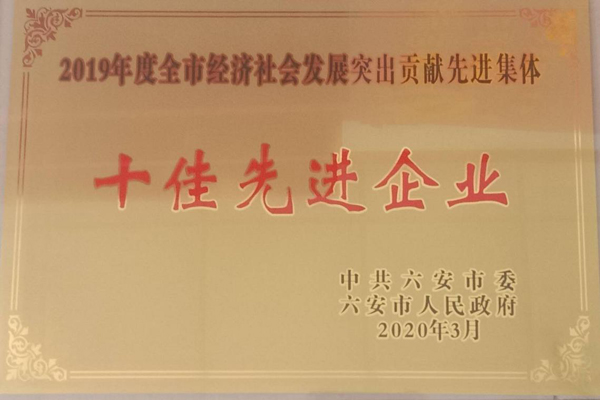 2019年度全市经济社会发展突出贡献先进集体
十佳先进企业
中共六安市委
六安市人民政府
2020年3月